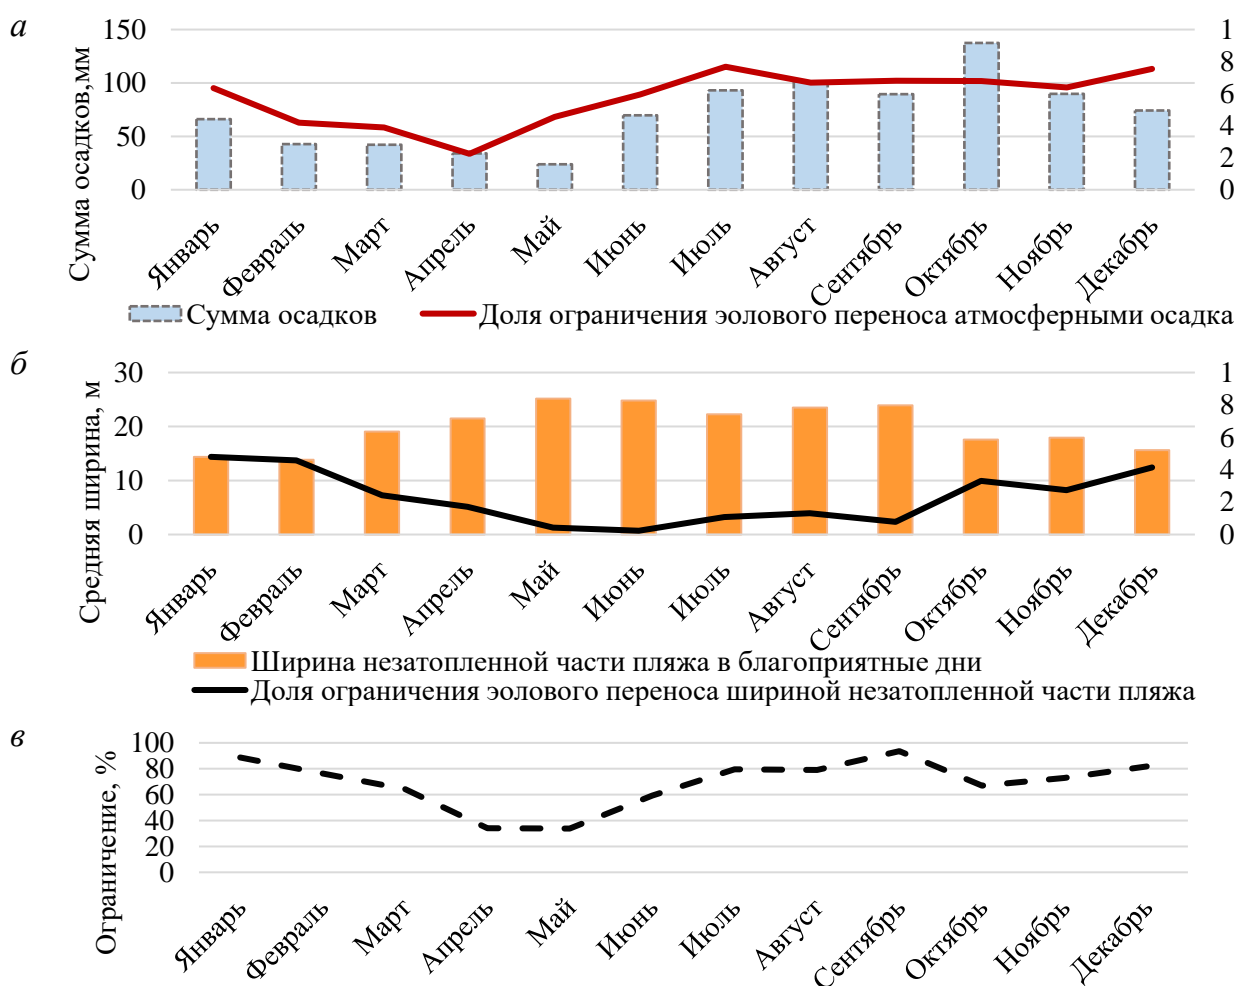 а
Сумма осадков,мм
150
100
50
0
1
8
6
4
2
0
Январь
Февраль
Март
Апрель
Май
Июнь
Июль
Август
Сентябрь
Октябрь
Ноябрь
Декабрь
Сумма осадков
Доля ограничения эолового переноса атмосферными осадка
б
Средняя ширина, м
30
20
10
0
1
8
6
4
2
0
Январь
Февраль
Март
Апрель
Май
Июнь
Июль
Август
Сентябрь
Октябрь
Ноябрь
Декабрь
Ширина незатопленной части пляжа в благоприятные дни
Доля ограничения эолового переноса шириной незатопленной части пляжа
в
Ограничение, %
100
80
60
40
20
0
Январь
Февраль
Март
Апрель
Май
Июнь
Июль
Август
Сентябрь
Октябрь
Ноябрь
Декабрь